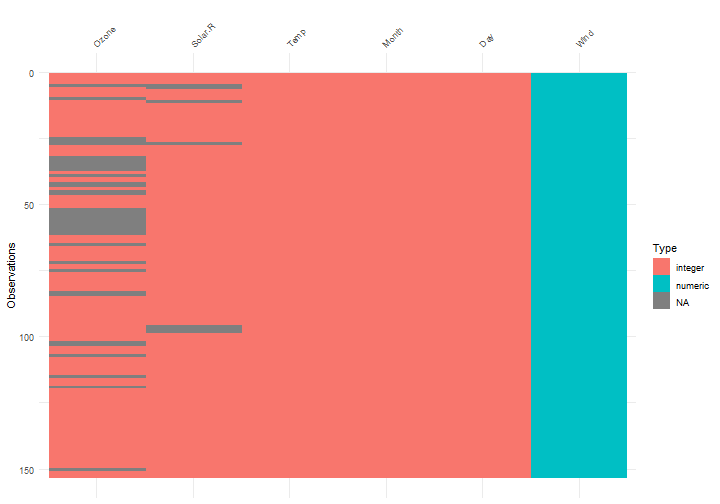 Ozone
Solar.R
Temp
Month
Day
Wind
0
50
100
150
Observations
Type
integer
numeric
NA